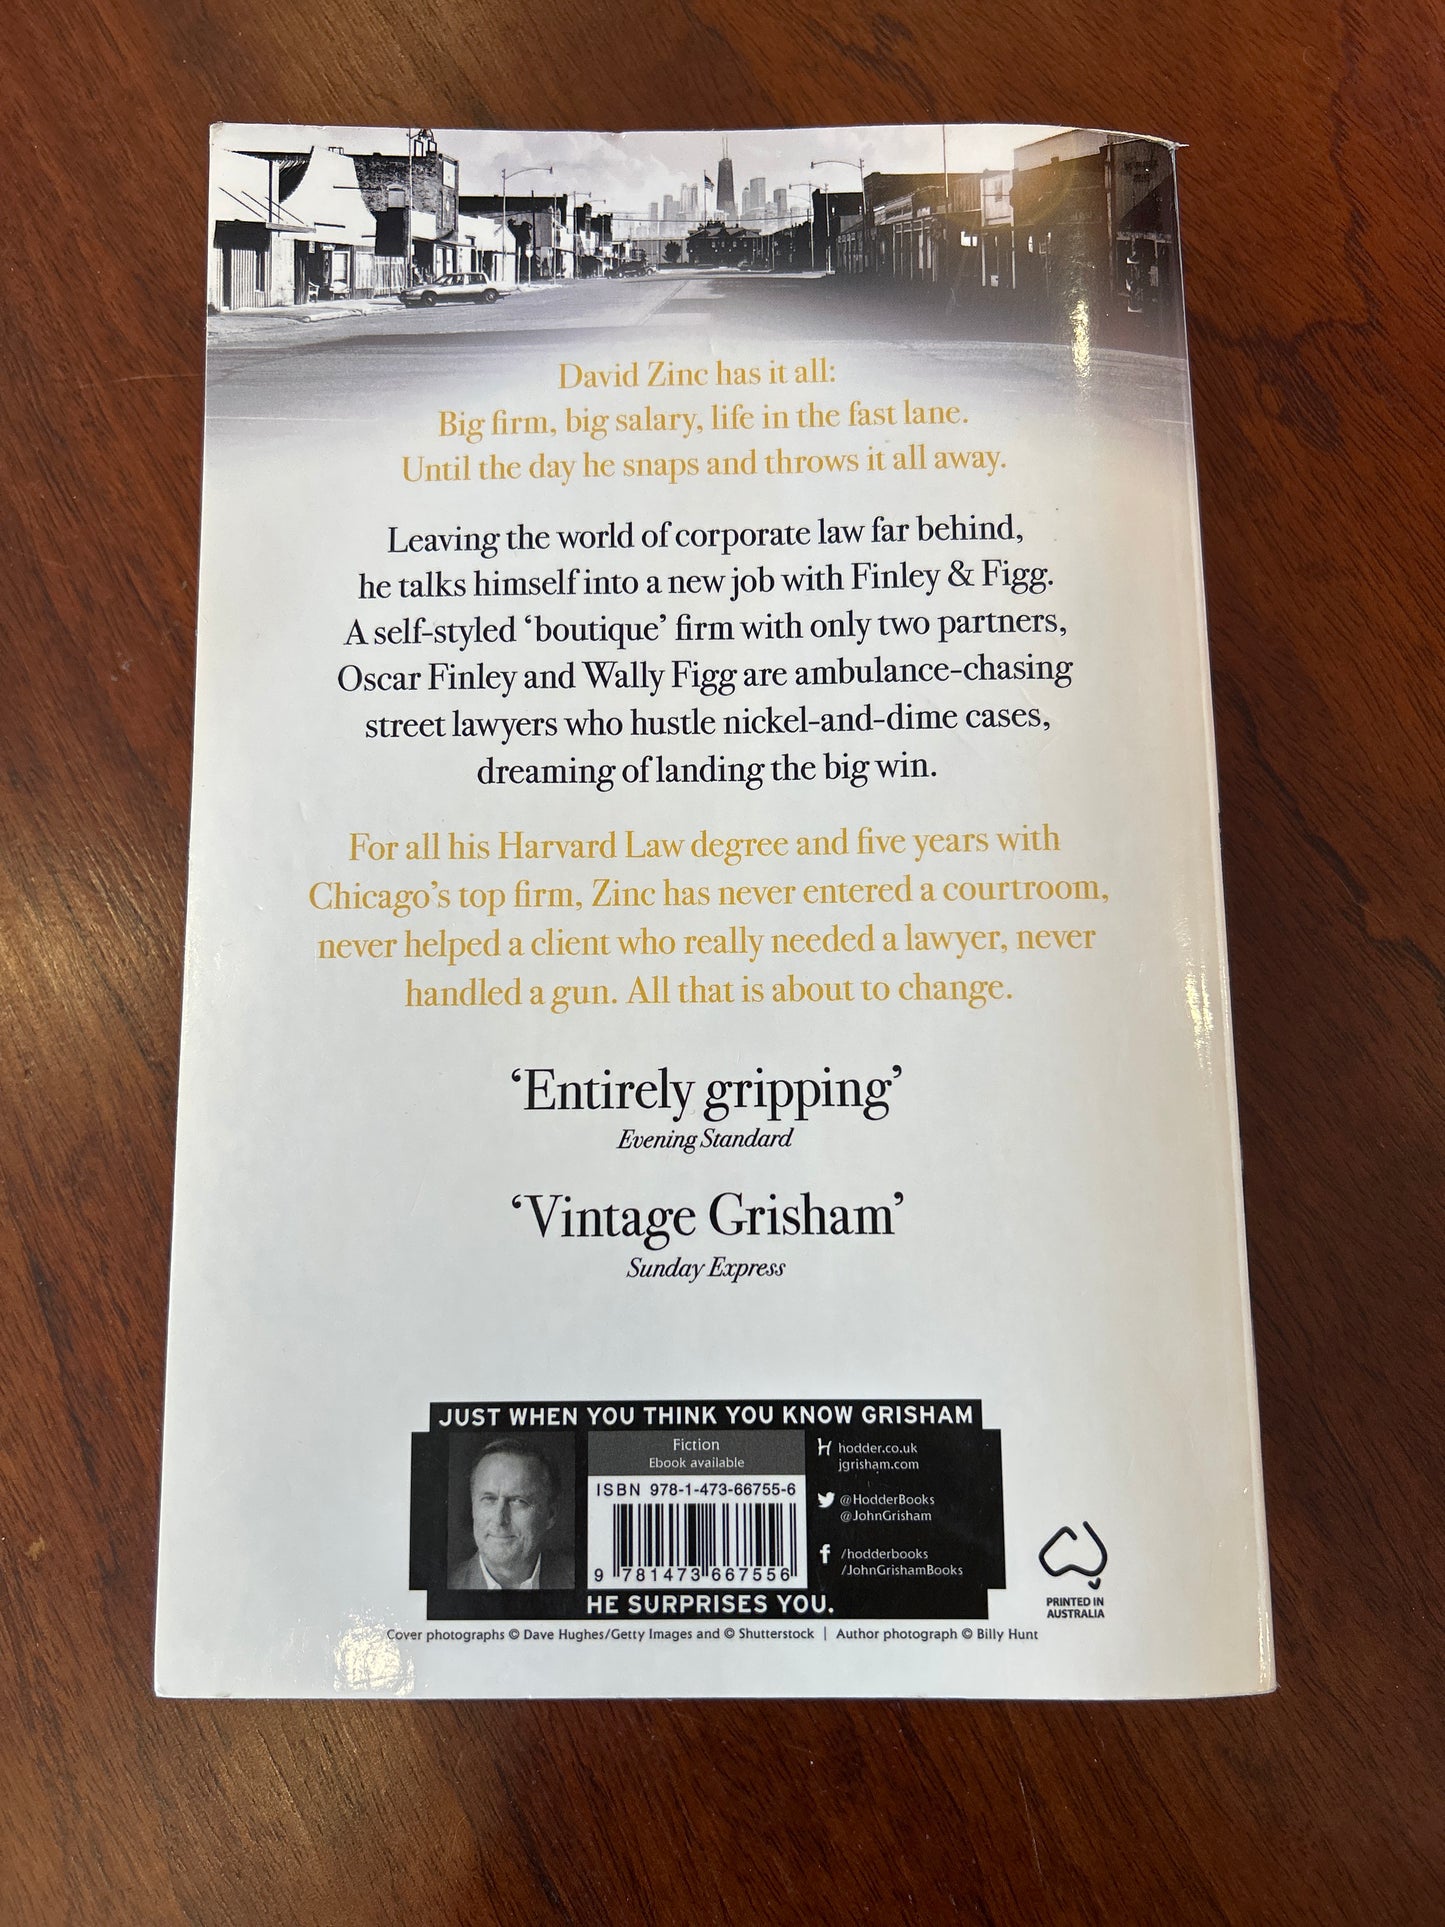 David Zinc has it all:
Big firm, big salary, life in the fast lane.
Until the day he snaps and throws it all away.
Leaving the world of corporate law far behind,
he talks himself into a new job with Finley & Figg.
A self-styled ‘boutique’ firm with only two partners,
Oscar Finley and Wally Figg are ambulance-chasing
street lawyers who hustle nickel-and-dime cases,
dreaming of landing the big win.
For all his Harvard Law degree and five years with
Chicago’s top firm, Zinc has never entered a courtroom,
never helped a client who really needed a lawyer, never
handled a gun. All that is about to change.
‘Entirely gripping’
Evening Standard
‘Vintage Grisham’
Sunday Express
JUST WHEN YOU THINK YOU KNOW GRISHAM
Fiction
Ebook available
ISBN 978-1-473-66755-6
9 781473 667556
hodder.co.uk
jgrisham.com
@HodderBooks
@JohnGrisham
/hodderbooks
/JohnGrishamBooks
HE SURPRISES YOU.
PRINTED IN
AUSTRALIA
Cover photographs © Dave Hughes/Getty Images and © Shutterstock | Author photograph © Billy Hunt